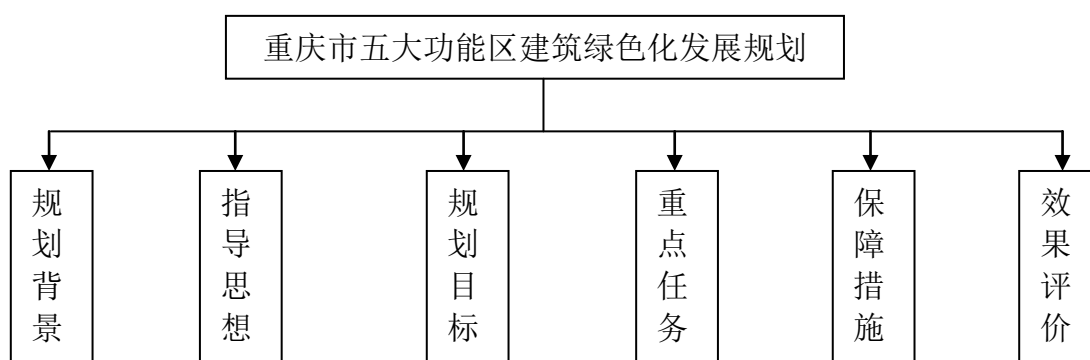 重庆市五大功能区建筑绿色化发展规划
规划背景
指导思想
规划目标
重点任务
保障措施
效果评价